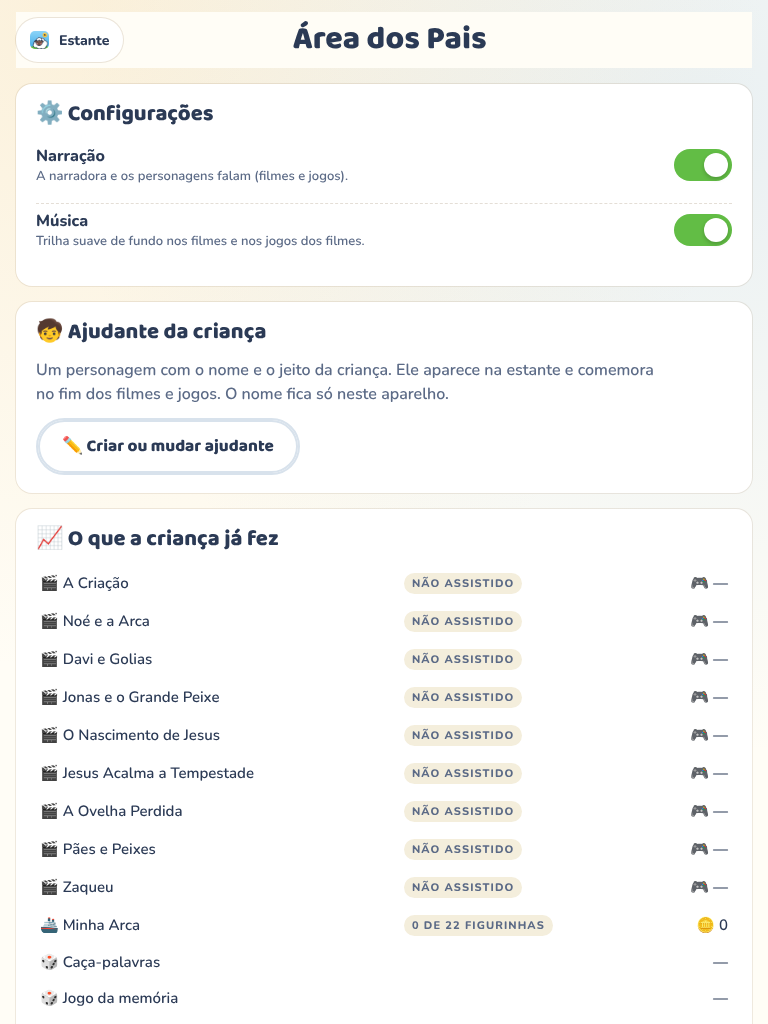 Estante
Área dos Pais
Configurações
Narração
A narradora e os personagens falam (filmes e jogos).
Música
Trilha suave de fundo nos filmes e nos jogos dos filmes.
Ajudante da criança
Um personagem com o nome e o jeito da criança. Ele aparece na estante e comemora
no fim dos filmes e jogos. O nome fica só neste aparelho.
Criar ou mudar ajudante
O que a criança já fez
A Criação NÃO ASSISTIDO —
Noé e a Arca NÃO ASSISTIDO —
Davi e Golias NÃO ASSISTIDO —
Jonas e o Grande Peixe NÃO ASSISTIDO —
O Nascimento de Jesus NÃO ASSISTIDO —
Jesus Acalma a Tempestade NÃO ASSISTIDO —
A Ovelha Perdida NÃO ASSISTIDO —
Pães e Peixes NÃO ASSISTIDO —
Zaqueu NÃO ASSISTIDO —
Minha Arca 0 DE 22 FIGURINHAS 0
Caça-palavras —
Jogo da memória —